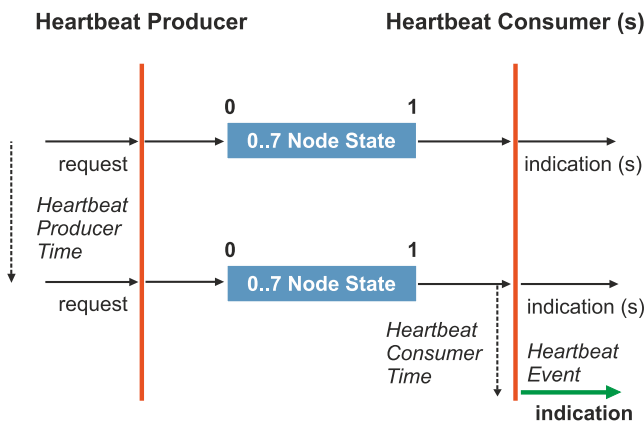 Heartbeat Producer
Heartbeat Consumer (s)
0 1
0..7 Node State
request
indication (s)
Heartbeat
Producer
Time
0 1
0..7 Node State
request
indication (s)
Heartbeat
Consumer
Time
Heartbeat
Event
indication